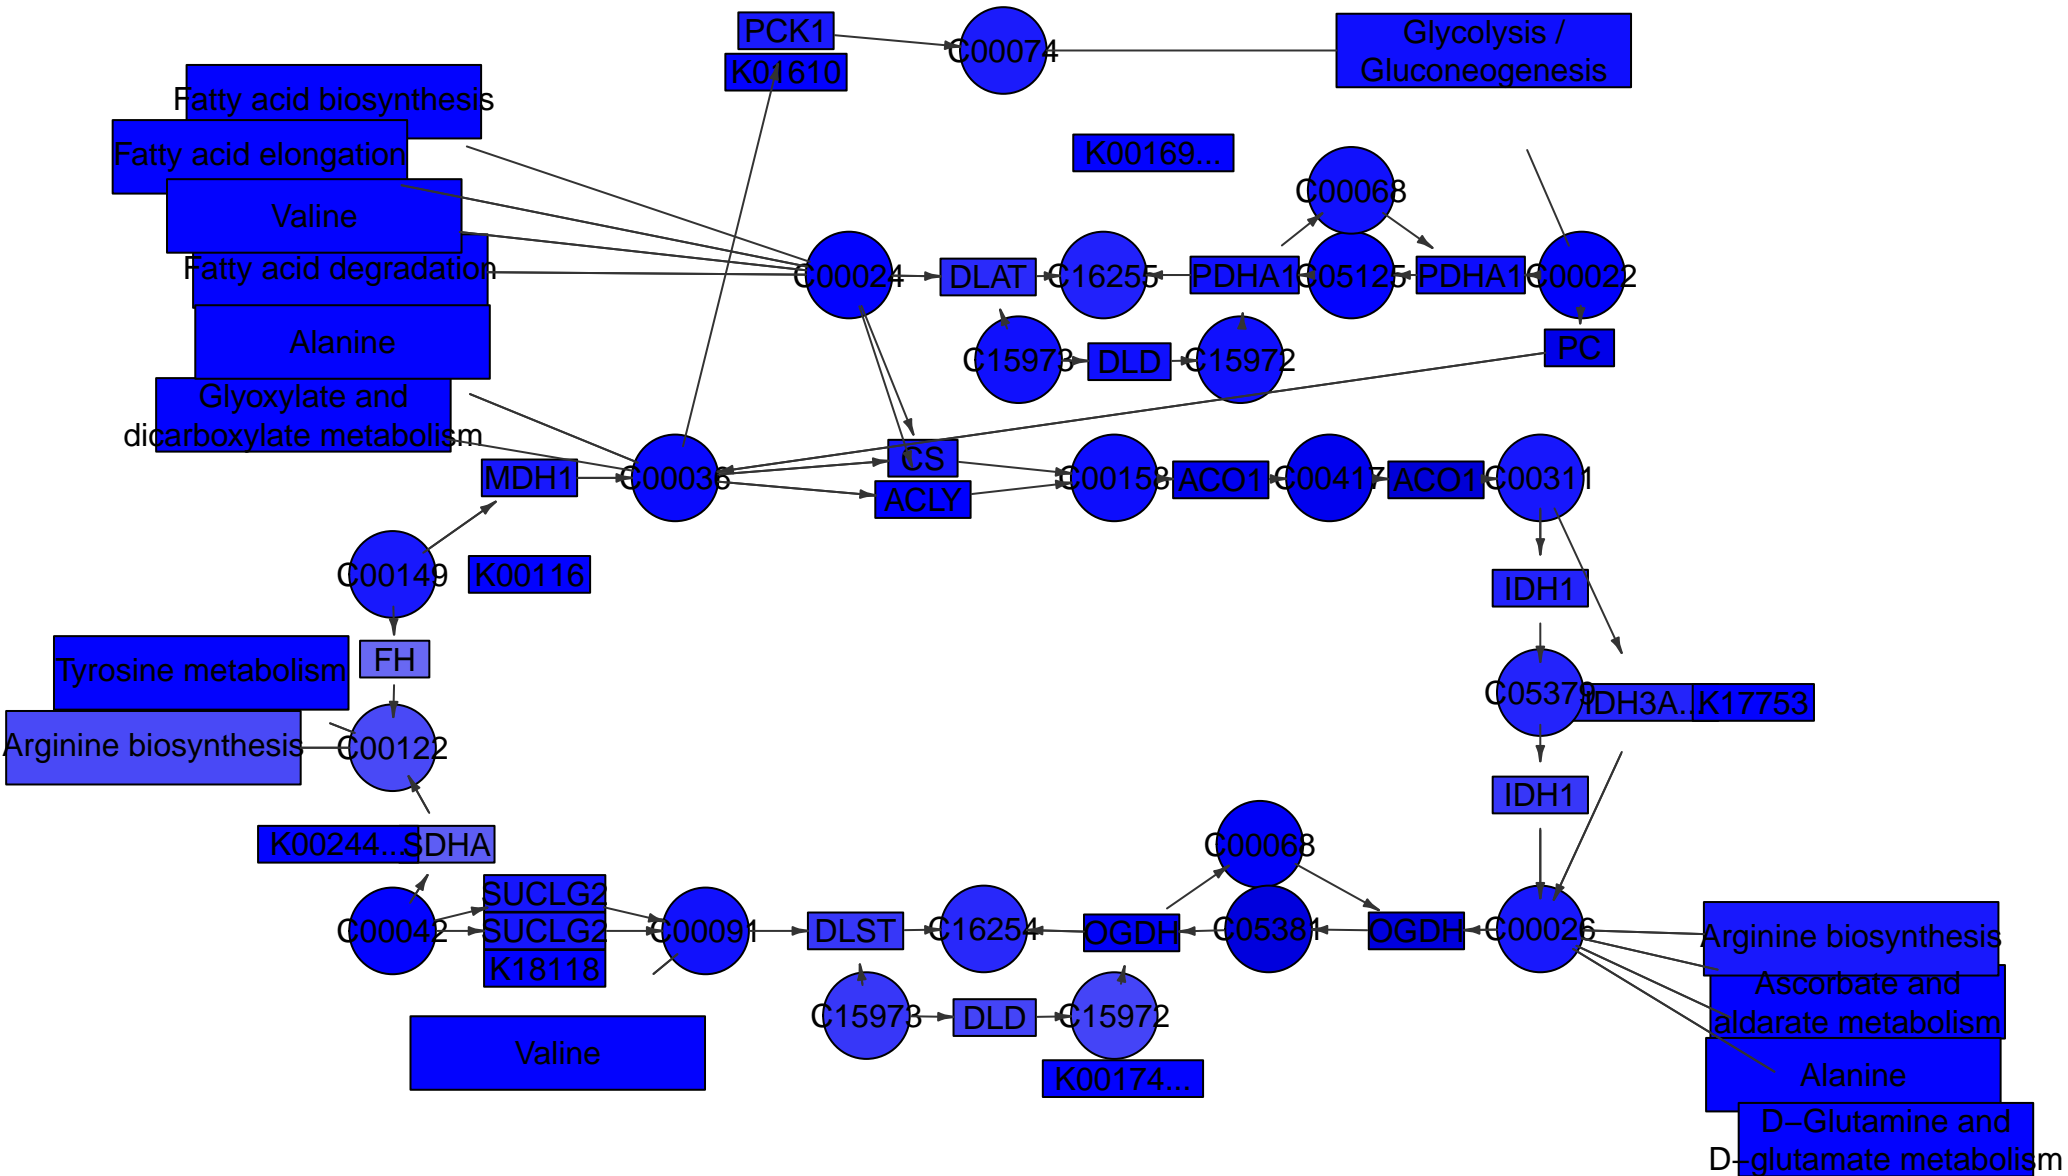 PCK1
C00074
Glycolysis /
Gluconeogenesis
K01610
Fatty acid biosynthesis
Fatty acid elongation
K00169...
C00068
Valine
Fatty acid degradation
C00024
DLAT
C16255
PDHA1
C05125
PDHA1
C00022
Alanine
C15973
DLD
C15972
PC
Glyoxylate and
dicarboxylate metabolism
MDH1
C00036
CS
ACLY
C00158
ACO1
C00417
ACO1
C00311
C00149
K00116
IDH1
Tyrosine metabolism
FH
C05379
IDH3A...
K17753
Arginine biosynthesis
C00122
IDH1
K00244...
SDHA
C00068
C00042
SUCLG2
SUCLG2
K18118
C00091
DLST
C16254
OGDH
C05381
OGDH
C00026
Arginine biosynthesis
Ascorbate and
aldarate metabolism
C15973
DLD
C15972
Valine
K00174...
Alanine
D−Glutamine and
D−glutamate metabolism